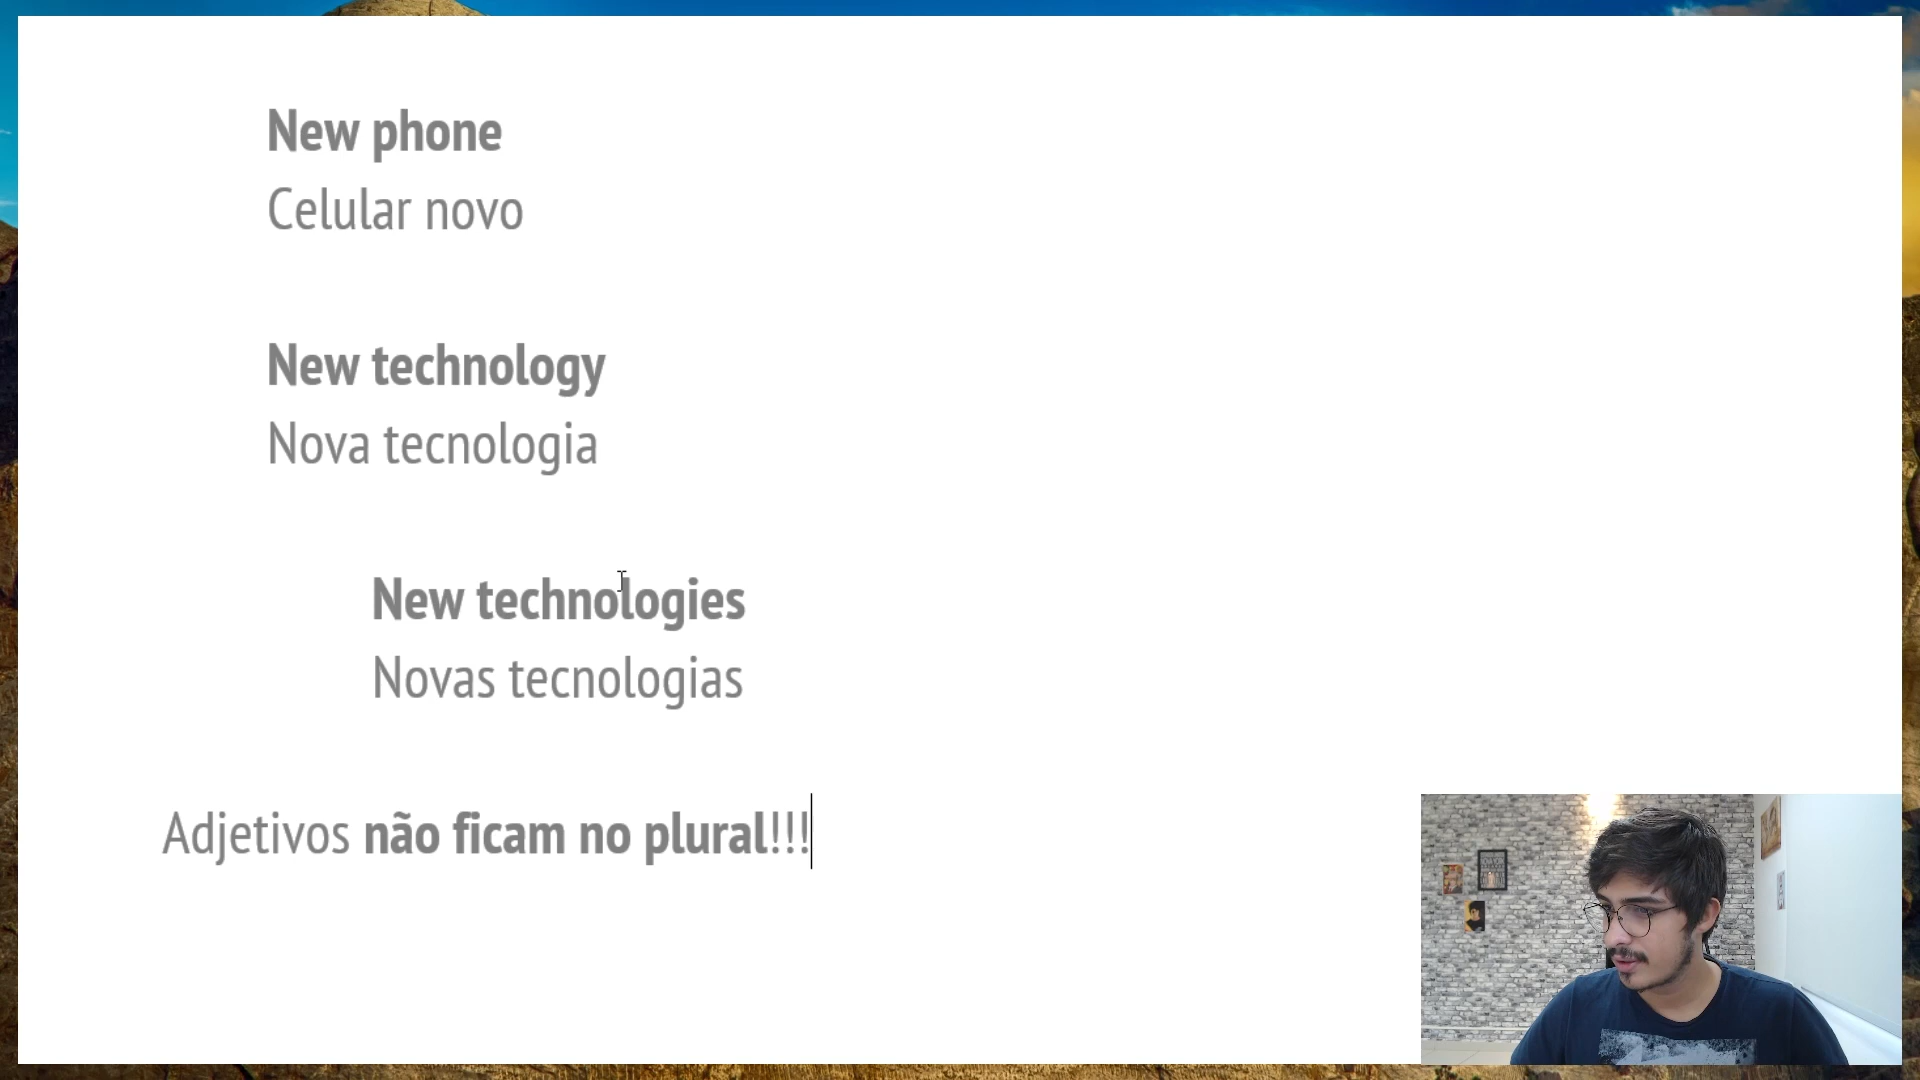 New phone
Celular novo
New technology
Nova tecnologia
New technologies
Novas tecnologias
Adjetivos não ficam no plural!!!